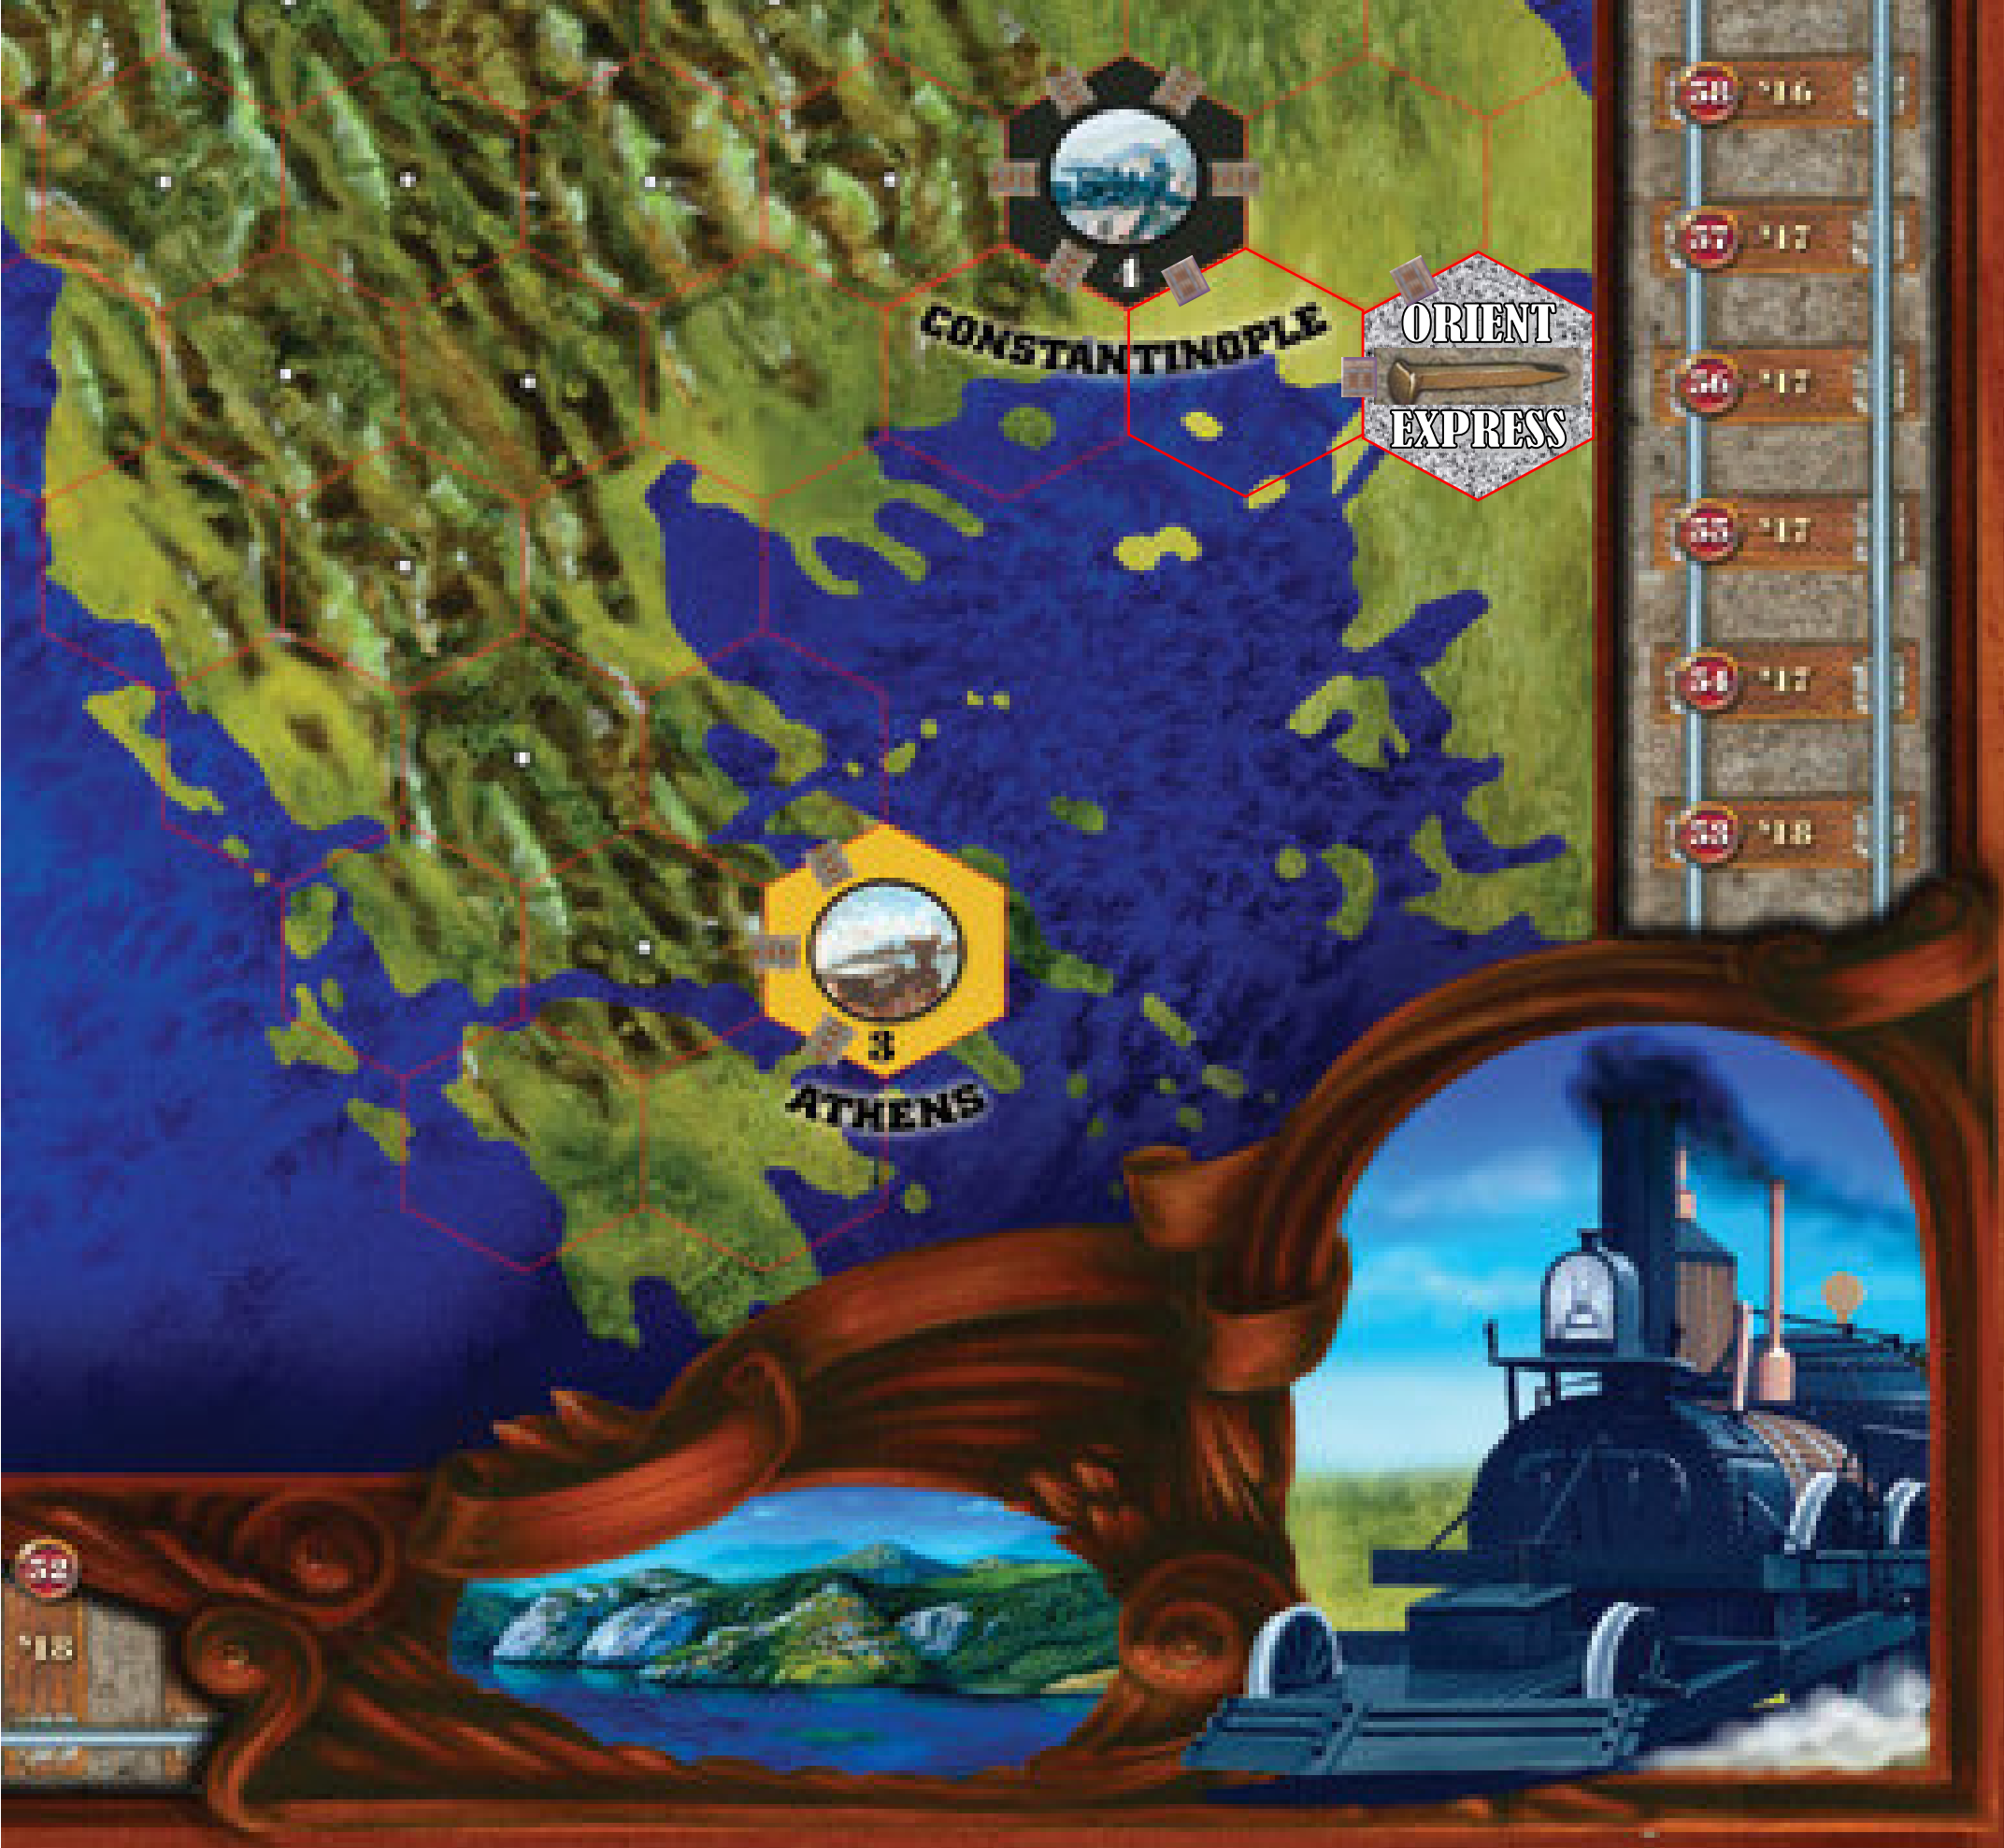 58 '16
57 '17
4
CONSTANTINOPLE
ORIENT
EXPRESS
56 '17
55 '17
54 '17
53 '18
3
ATHENS
52
'18